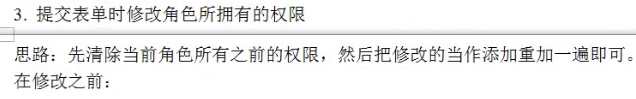 3. 提交表单时修改角色所拥有的权限
思路：先清除当前角色所有之前的权限，然后把修改的当作添加重加一遍即可。
在修改之前：